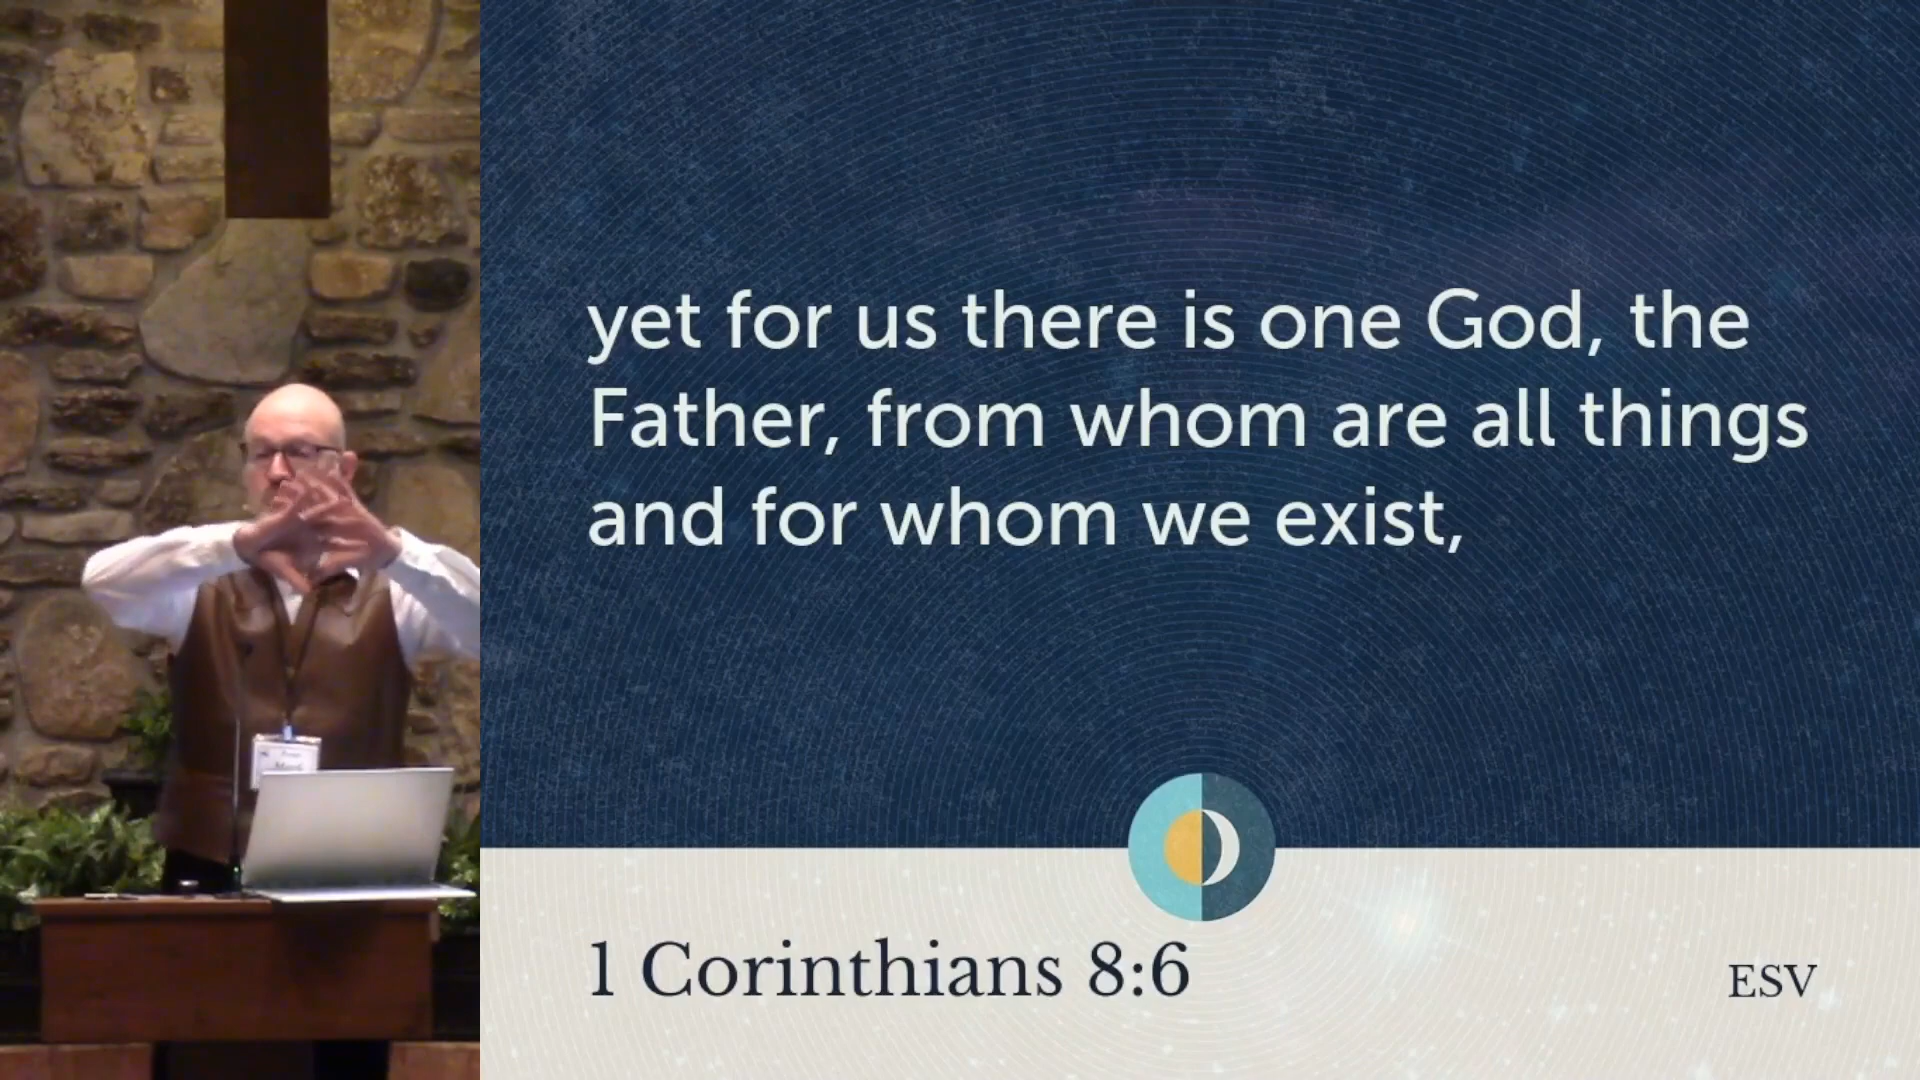 yet for us there is one God, the
Father, from whom are all things
and for whom we exist,
1 Corinthians 8:6
ESV